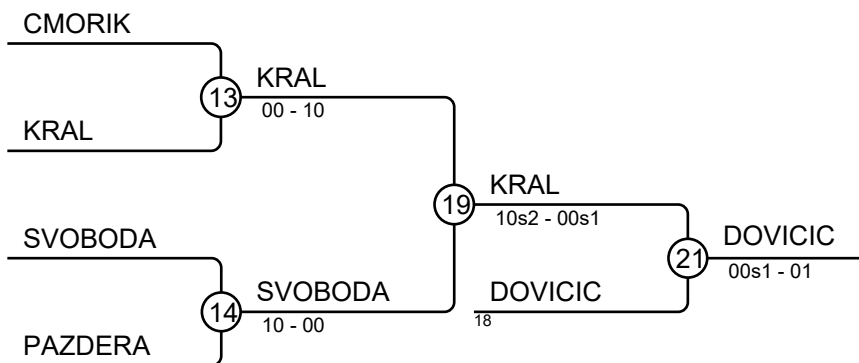 CMORIK
13
KRAL
00 - 10
KRAL
19
KRAL
10s2 - 00s1
SVOBODA
21
DOVICIC
00s1 - 01
14
SVOBODA
10 - 00
DOVICIC
18
PAZDERA